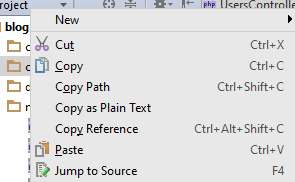 roject
UsersControlle
blog
New
Cut Ctrl+X
Copy Ctrl+C
Copy Path Ctrl+Shift+C
Copy as Plain Text
Copy Reference Ctrl+Alt+Shift+C
Paste Ctrl+V
Jump to Source F4